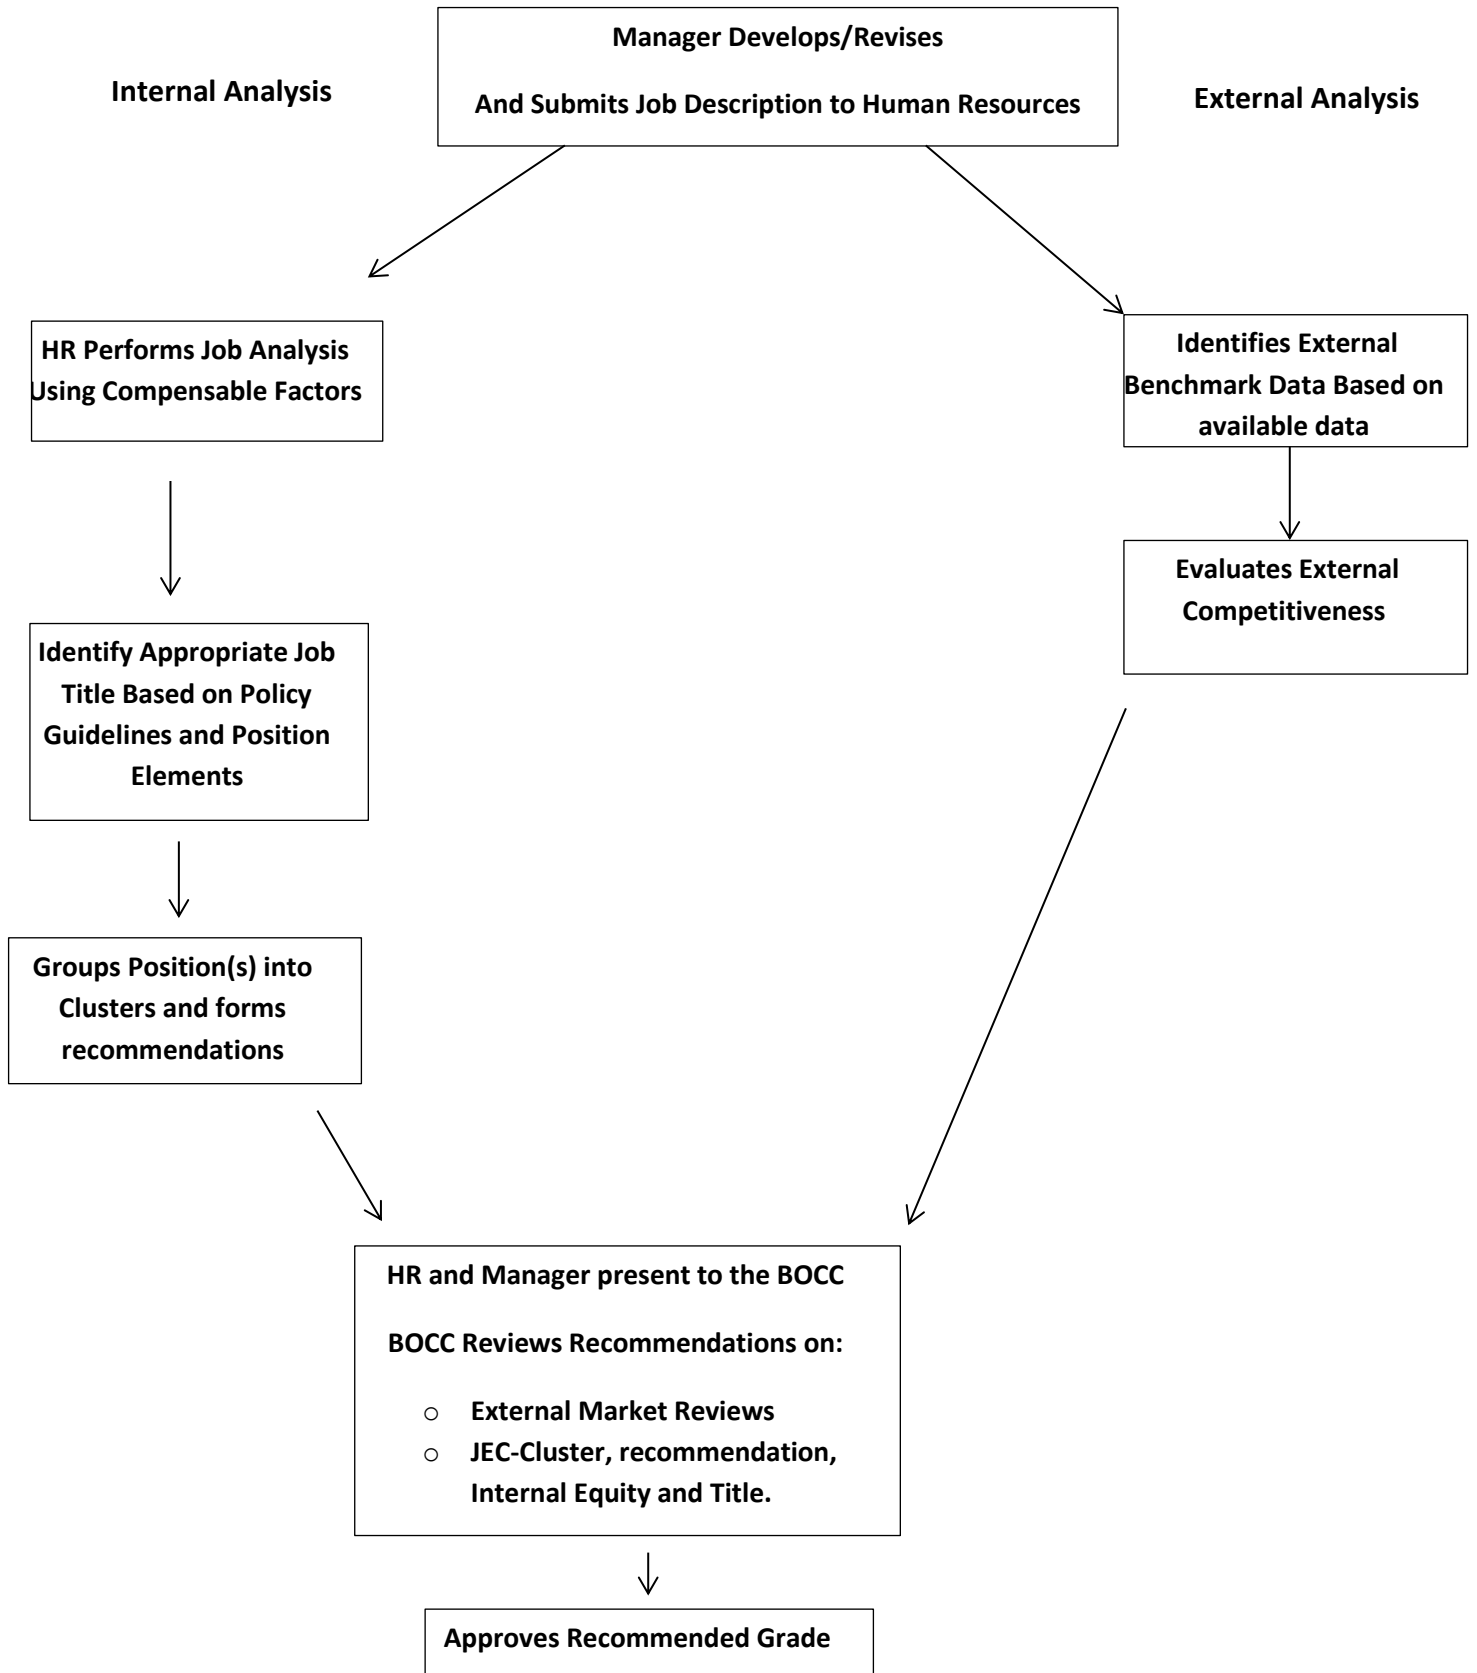 Manager Develops/Revises
And Submits Job Description to Human Resources
Internal Analysis
External Analysis
HR Performs Job Analysis
Using Compensable Factors
Identifies External
Benchmark Data Based on
available data
Evaluates External
Competitiveness
Identify Appropriate Job
Title Based on Policy
Guidelines and Position
Elements
Groups Position(s) into
Clusters and forms
recommendations
HR and Manager present to the BOCC
BOCC Reviews Recommendations on:
o External Market Reviews
o JEC-Cluster, recommendation,
Internal Equity and Title.
Approves Recommended Grade